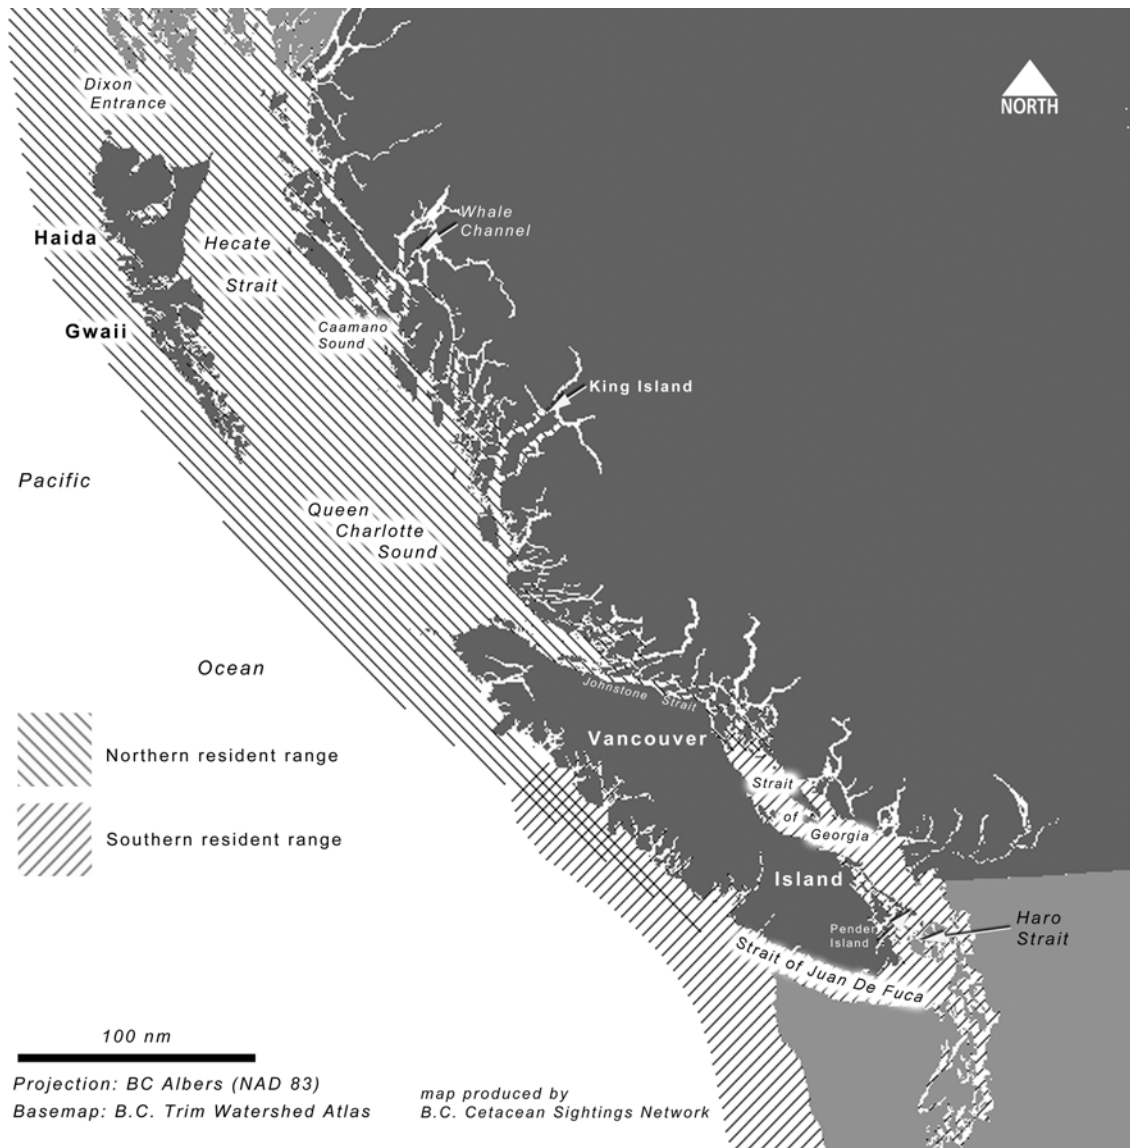 Dixon
Entrance
NORTH
Whale
Channel
Haida
Hecate
Strait
Gwaii
Caamano
Sound
King Island
Pacific
Queen
Charlotte
Sound
Ocean
Johnstone Strait
Northern resident range
Vancouver
Strait
of
Georgia
Southern resident range
Island
Pender
Island
Haro
Strait
Strait of Juan De Fuca
100 nm
Projection: BC Albers (NAD 83)
Basemap: B.C. Trim Watershed Atlas
map produced by
B.C. Cetacean Sightings Network